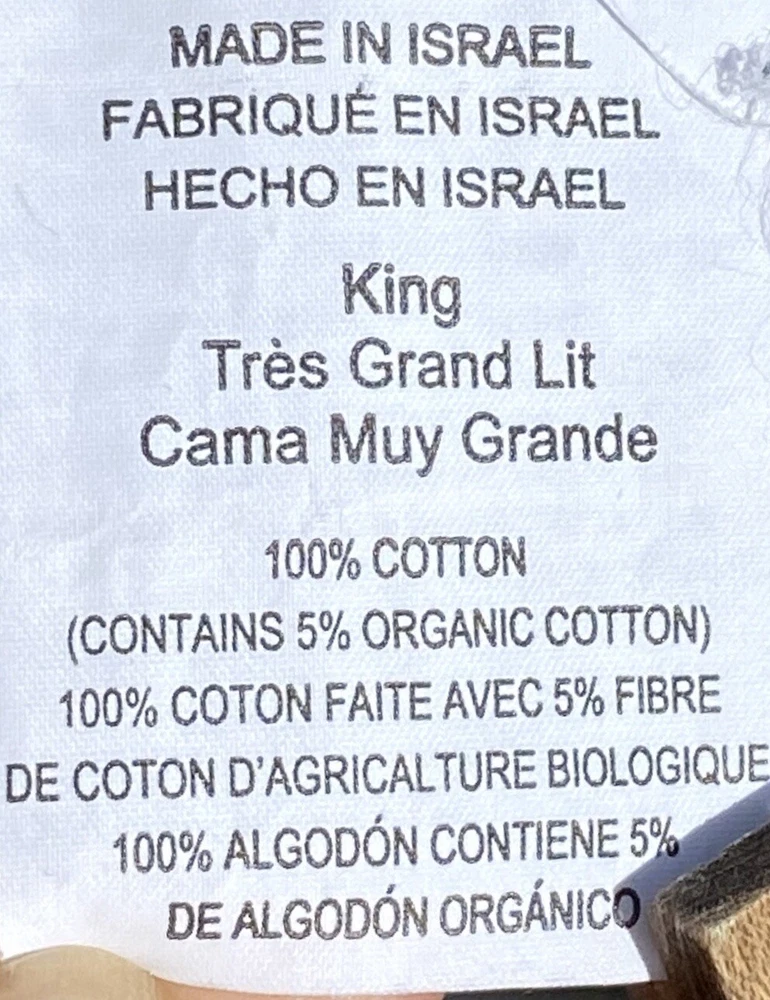 MADE IN ISRAEL
FABRIQUÉ EN ISRAEL
HECHO EN ISRAEL
King
Très Grand Lit
Cama Muy Grande
100% COTTON
(CONTAINS 5% ORGANIC COTTON)
100% COTON FAITE AVEC 5% FIBRE
DE COTON D'AGRICALTURE BIOLOGIQUE
100% ALGODÓN CONTIENE 5%
DE ALGODÓN ORGÁNICO